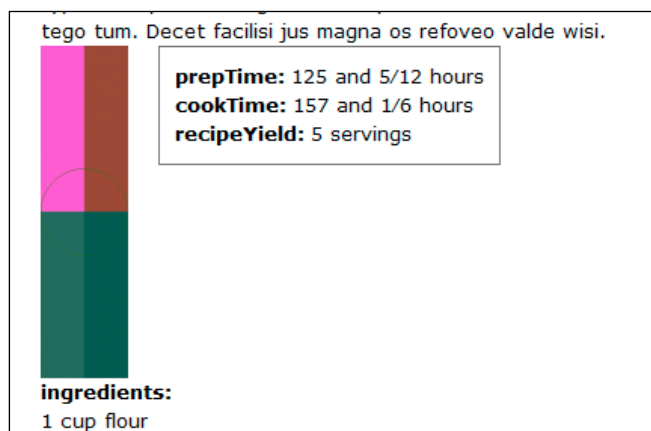 tego tum. Decet facilisi jus magna os refoveo valde wisi.
prepTime: 125 and 5/12 hours
cookTime: 157 and 1/6 hours
recipeYield: 5 servings
ingredients:
1 cup flour